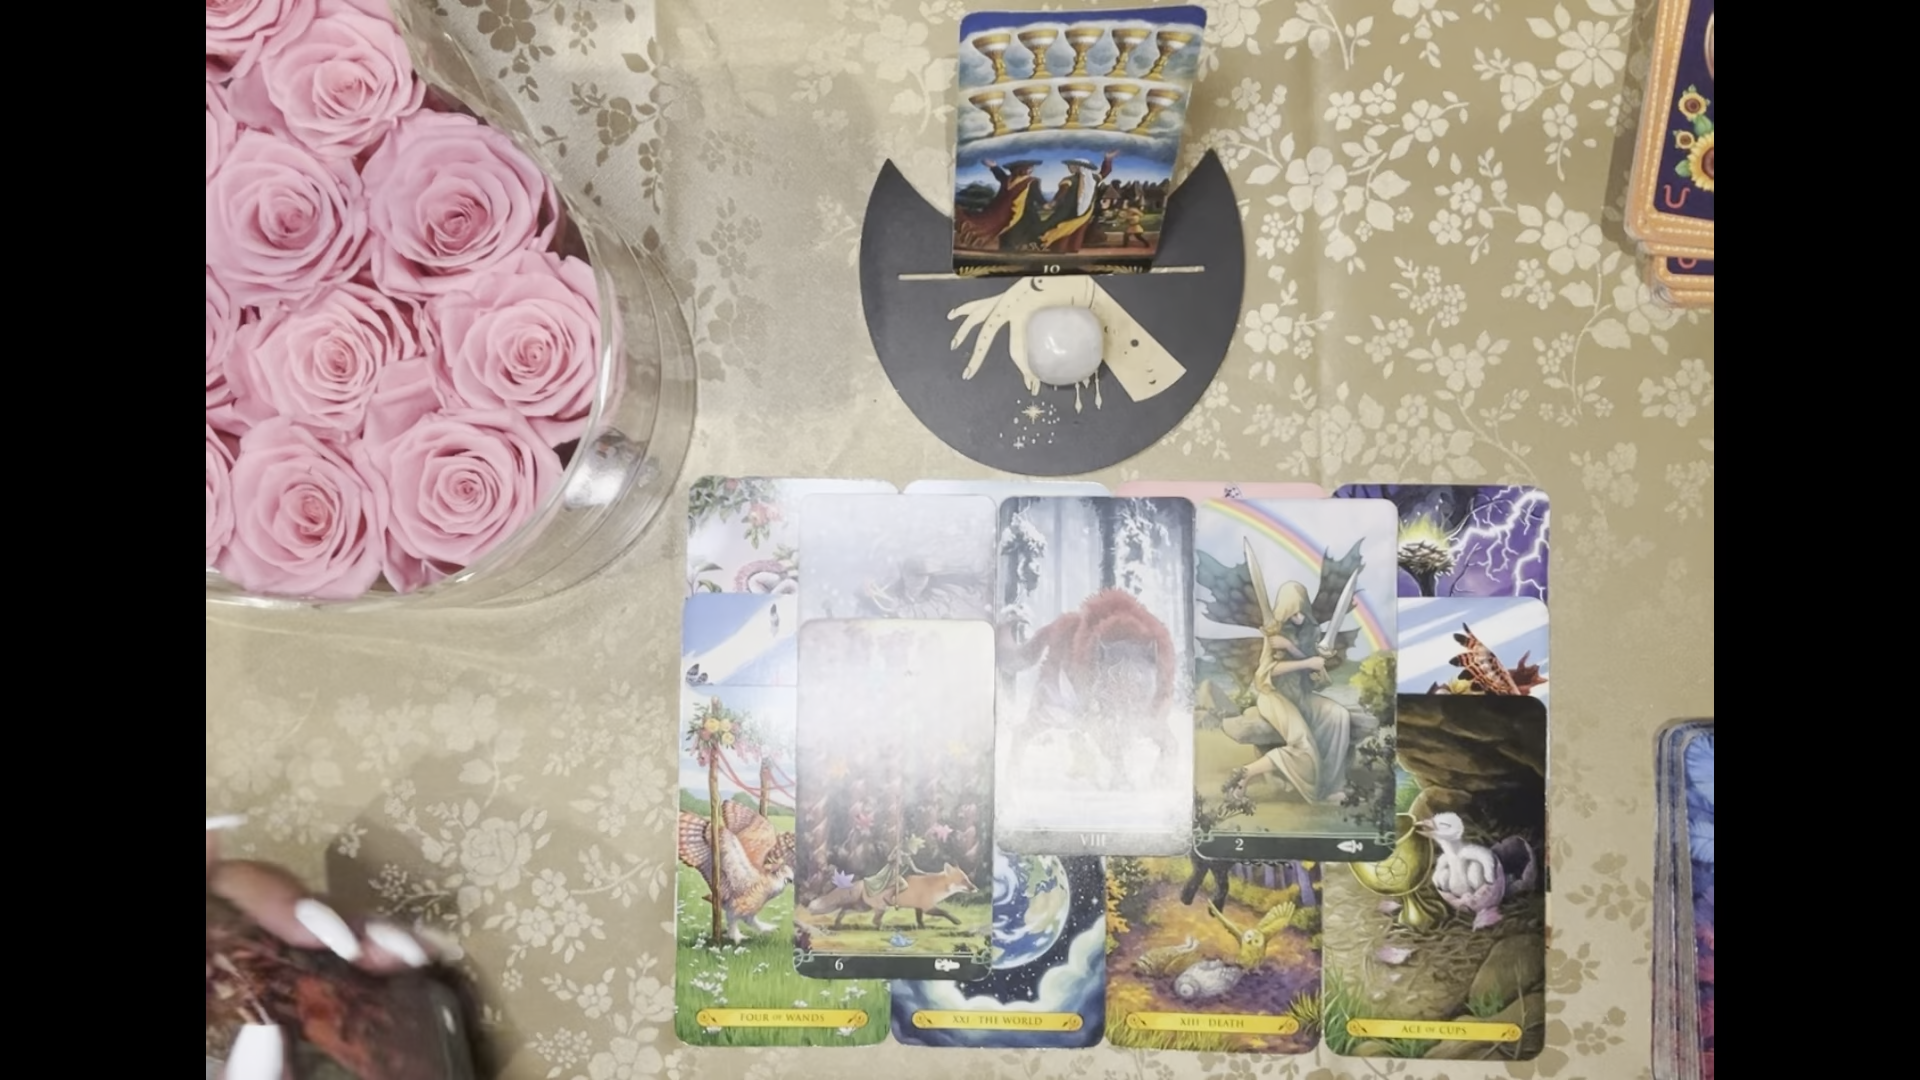 10
VIII
2
6
FOUR OF WANDS
XXI THE WORLD
XIII DEATH
ACE OF CUPS